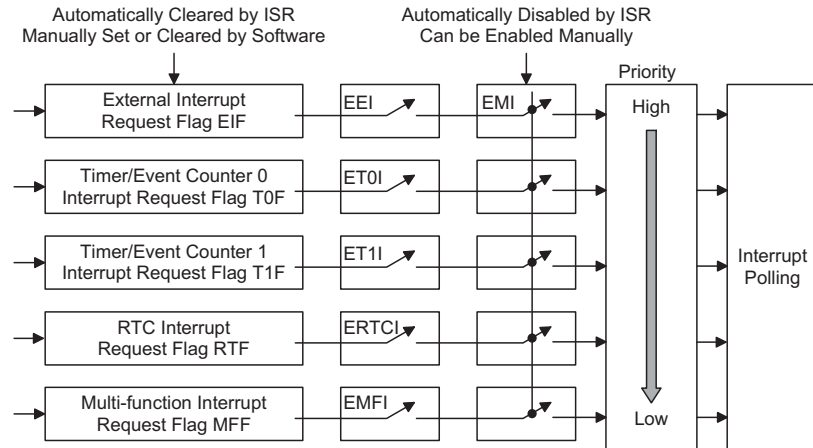 Automatically Cleared by ISR
Manually Set or Cleared by Software
Automatically Disabled by ISR
Can be Enabled Manually
Priority
External Interrupt
Request Flag EIF
EEI
EMI
High
Timer/Event Counter 0
Interrupt Request Flag T0F
ET0I
Timer/Event Counter 1
Interrupt Request Flag T1F
ET1I
Interrupt
Polling
RTC Interrupt
Request Flag RTF
ERTCI
Multi-function Interrupt
Request Flag MFF
EMFI
Low